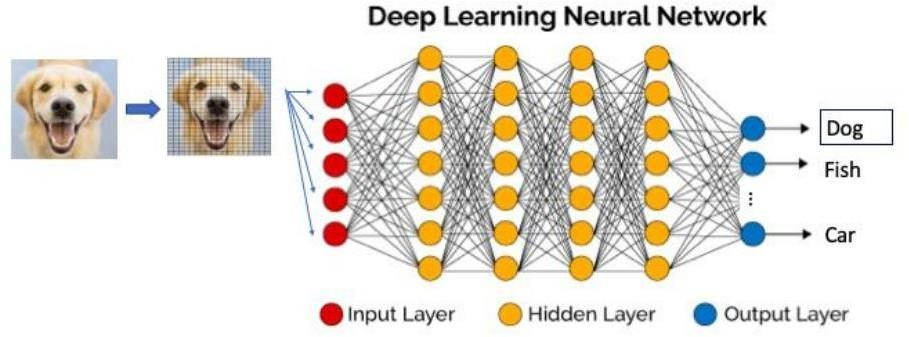 Deep Learning Neural Network
Dog
Fish
...
Car
Input Layer
Hidden Layer
Output Layer